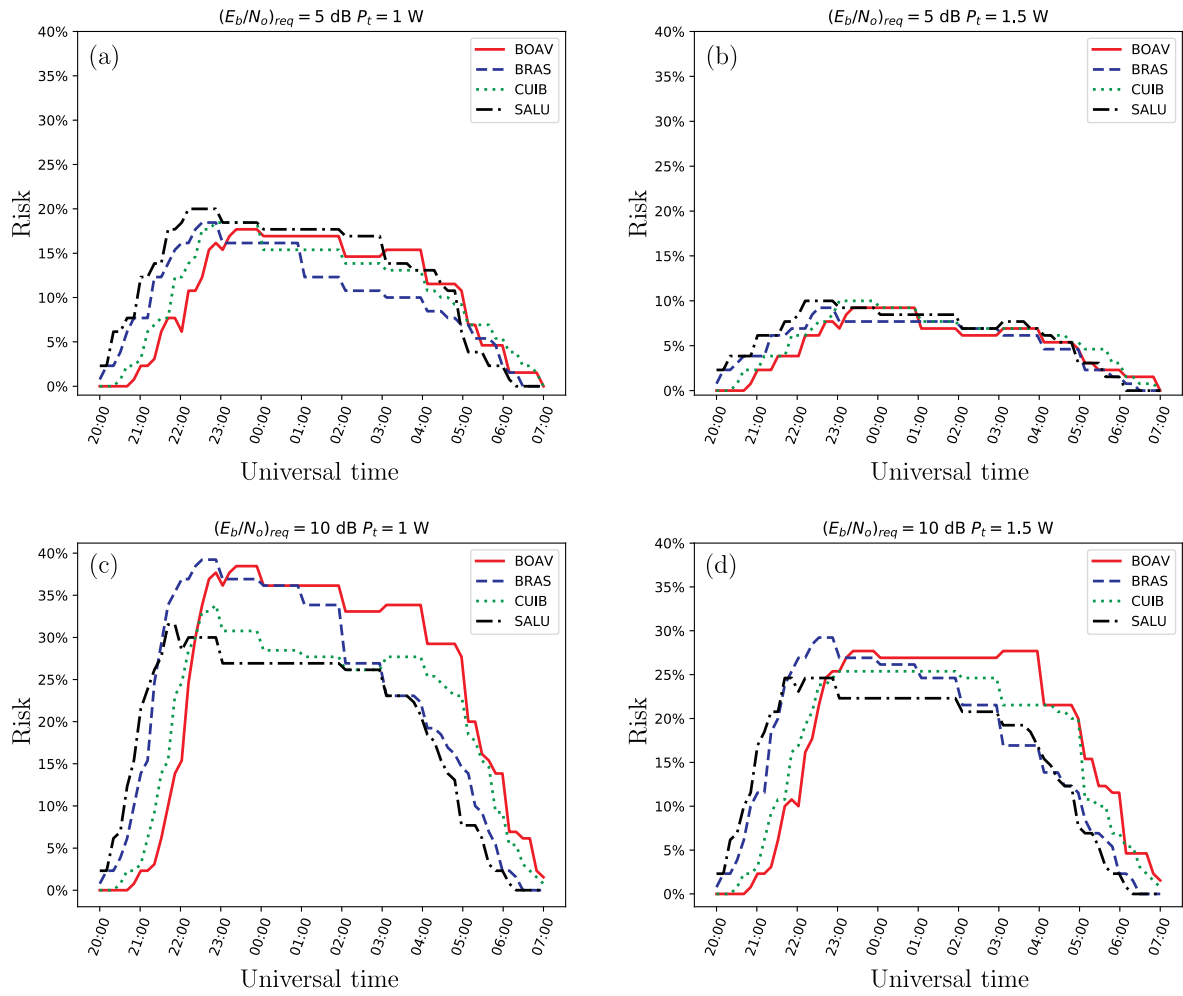 (E_b/N_o)_req = 5 dB P_t = 1 W
(a)
40%
35%
30%
25%
20%
15%
10%
5%
0%
Risk
BOAV
BRAS
CUIB
SALU
20:00 21:00 22:00 23:00 00:00 01:00 02:00 03:00 04:00 05:00 06:00 07:00
Universal time
(E_b/N_o)_req = 5 dB P_t = 1.5 W
(b)
40%
35%
30%
25%
20%
15%
10%
5%
0%
Risk
BOAV
BRAS
CUIB
SALU
20:00 21:00 22:00 23:00 00:00 01:00 02:00 03:00 04:00 05:00 06:00 07:00
Universal time
(E_b/N_o)_req = 10 dB P_t = 1 W
(c)
40%
35%
30%
25%
20%
15%
10%
5%
0%
Risk
BOAV
BRAS
CUIB
SALU
20:00 21:00 22:00 23:00 00:00 01:00 02:00 03:00 04:00 05:00 06:00 07:00
Universal time
(E_b/N_o)_req = 10 dB P_t = 1.5 W
(d)
40%
35%
30%
25%
20%
15%
10%
5%
0%
Risk
BOAV
BRAS
CUIB
SALU
20:00 21:00 22:00 23:00 00:00 01:00 02:00 03:00 04:00 05:00 06:00 07:00
Universal time